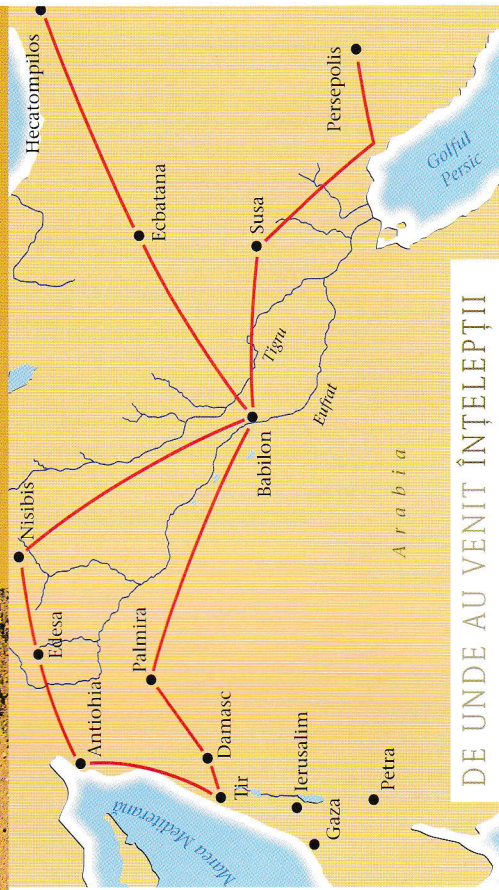 Hecatompilos
Ecbatana
Persepolis
Susa
Golful
Persic
Tigru
Eufrat
Babilon
Nisibis
Edesa
Antiohia
Palmira
Damasc
Tir
Ierusalim
Gaza
Petra
Arabia
Marea Mediterană
DE UNDE AU VENIT ÎNȚELEPȚII